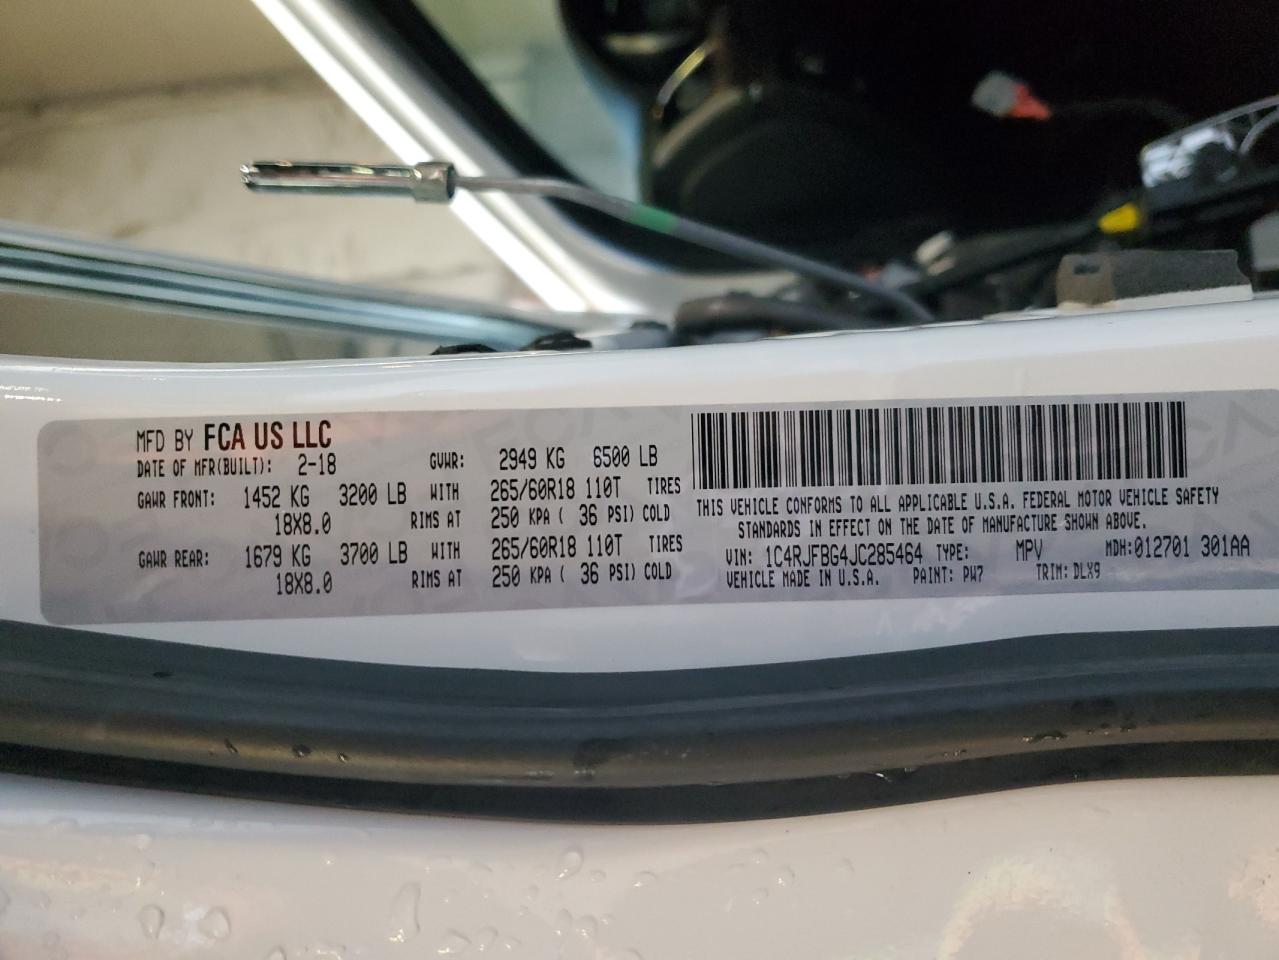 MFD BY FCA US LLC
DATE OF MFR(BUILT): 2-18 GVWR: 2949 KG 6500 LB
GAWR FRONT: 1452 KG 3200 LB WITH 265/60R18 110T TIRES
18X8.0 RIMS AT 250 KPA ( 36 PSI) COLD
GAWR REAR: 1679 KG 3700 LB WITH 265/60R18 110T TIRES
18X8.0 RIMS AT 250 KPA ( 36 PSI) COLD
THIS VEHICLE CONFORMS TO ALL APPLICABLE U.S.A. FEDERAL MOTOR VEHICLE SAFETY
STANDARDS IN EFFECT ON THE DATE OF MANUFACTURE SHOWN ABOVE.
VIN: 1C4RJFBG4JC285464 TYPE: MPV MDH:012701 301AA
VEHICLE MADE IN U.S.A. PAINT: PW7 TRIM:DLX9